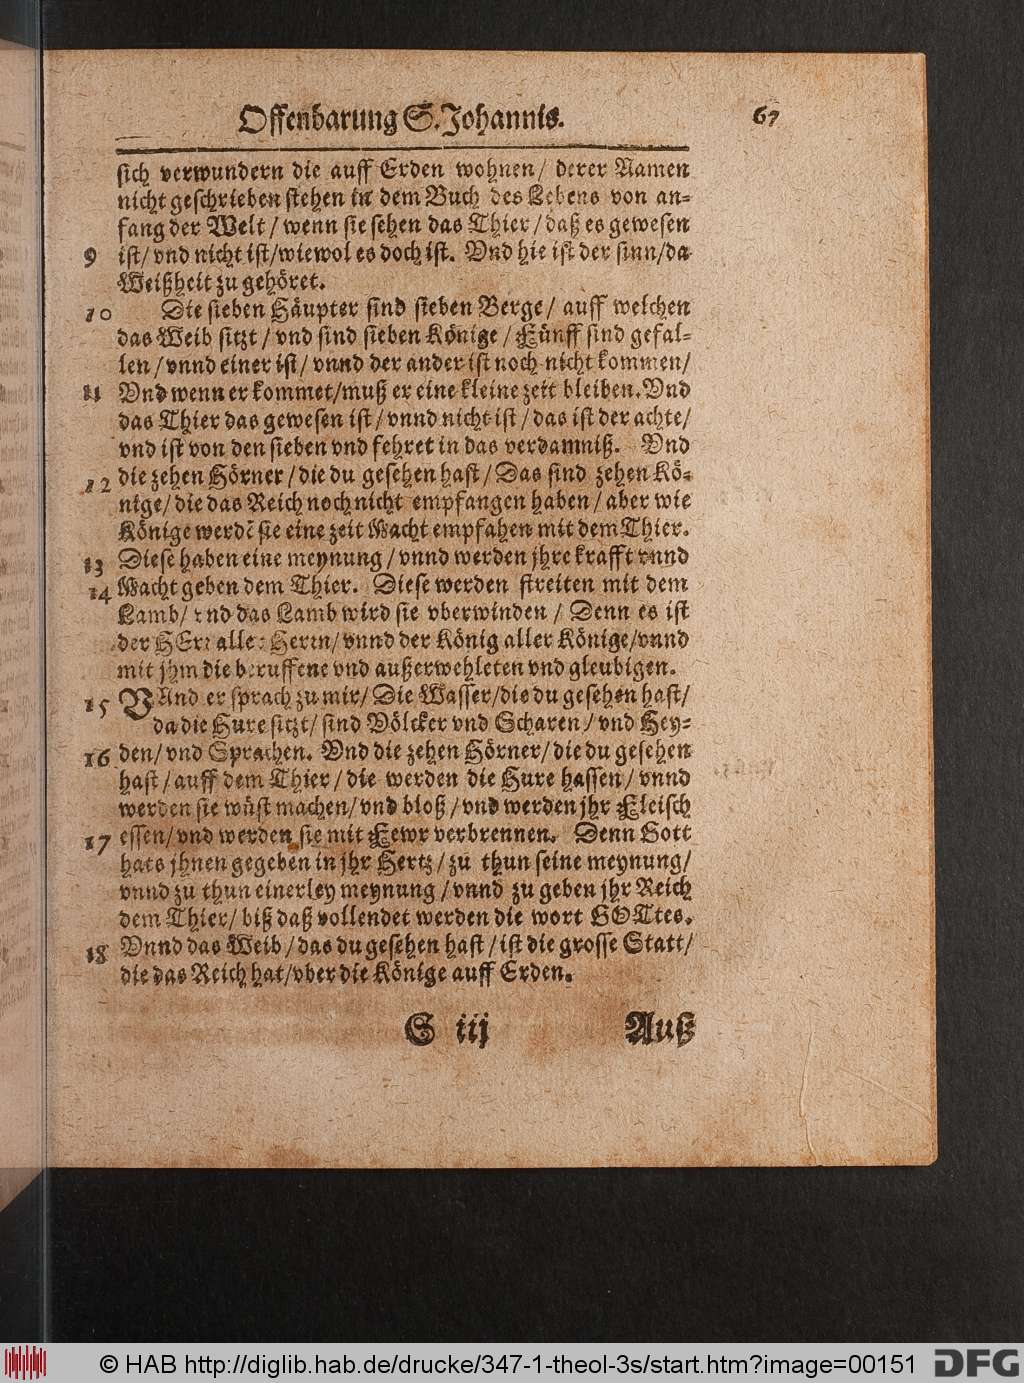 Offenbarung S. Johannis. 67
sich verwundern die auff Erden wohnen/ derer Namen
nicht geschrieben stehen in dem Buch des Lebens von an-
fang der Welt/ wenn sie sehen das Thier/ daß es gewesen
9 ist/ vnd nicht ist/wiewol es doch ist. Vnd hie ist der sinn/da
Weißheit zu gehöret.
10 Die sieben Häupter sind sieben Berge/ auff welchen
das Weib sitzt/ vnd sind sieben Könige/ Fünff sind gefal-
len/ vnnd einer ist/ vnnd der ander ist noch nicht kommen/
11 Vnd wenn er kommet/muß er eine kleine zeit bleiben. Vnd
das Thier das gewesen ist/ vnnd nicht ist/ das ist der achte/
vnd ist von den sieben vnd fehret in das verdamniß. Vnd
12 die zehen Hörner/ die du gesehen hast/ Das sind zehen Kö-
nige/ die das Reich noch nicht empfangen haben/ aber wie
Könige werdẽ sie eine zeit Macht empfahen mit dem Thier.
13 Diese haben eine meynung/ vnnd werden jhre krafft vnnd
14 Macht geben dem Thier. Diese werden streiten mit dem
Lamb/ vnd das Lamb wird sie vberwinden/ Denn es ist
der HErr aller Herrn/ vnnd der König aller Könige/vnnd
mit jhm die beruffene vnd außerwehleten vnd gleubigen.
15 VNnd er sprach zu mir/ Die Wasser/die du gesehen hast/
da die Hure sitzt/ sind Völcker vnd Scharen/ vnd Hey-
16 den/ vnd Sprachen. Vnd die zehen Hörner/ die du gesehen
hast/ auff dem Thier/ die werden die Hure hassen/ vnnd
werden sie wüst machen/ vnd bloß/ vnd werden jhr Fleisch
17 essen/ vnd werden sie mit Fewr verbrennen. Denn Gott
hats jhnen gegeben in jhr Hertz/ zu thun seine meynung/
vnnd zu thun einerley meynung/ vnnd zu geben jhr Reich
dem Thier/ biß daß vollendet werden die wort GOTtes.
18 Vnnd das Weib/ das du gesehen hast/ ist die grosse Statt/
die das Reich hat/vber die Könige auff Erden.
S iij Auß
© HAB http://diglib.hab.de/drucke/347-1-theol-3s/start.htm?image=00151 DFG